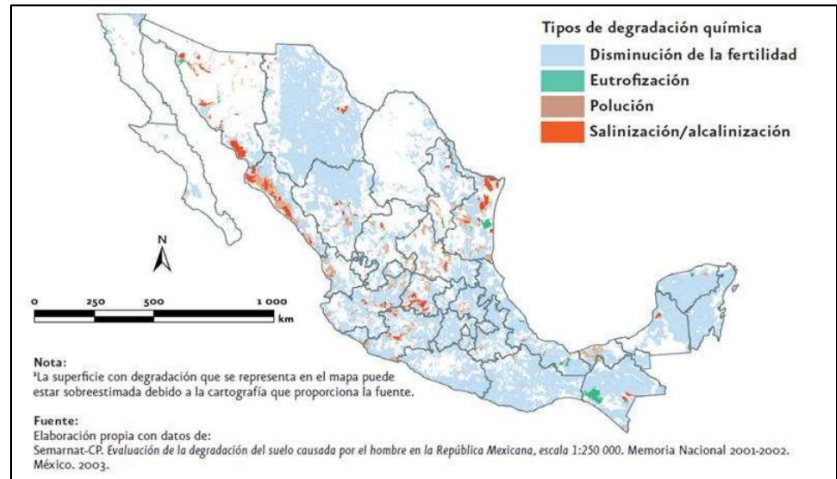 Tipos de degradación química
Disminución de la fertilidad
Eutrofización
Polución
Salinización/alcalinización
N
0 250 500 1 000
km
Nota:
¹La superficie con degradación que se representa en el mapa puede
estar sobreestimada debido a la cartografía que proporciona la fuente.
Fuente:
Elaboración propia con datos de:
Semarnat-CP. Evaluación de la degradación del suelo causada por el hombre en la República Mexicana, escala 1:250 000. Memoria Nacional 2001-2002.
México. 2003.